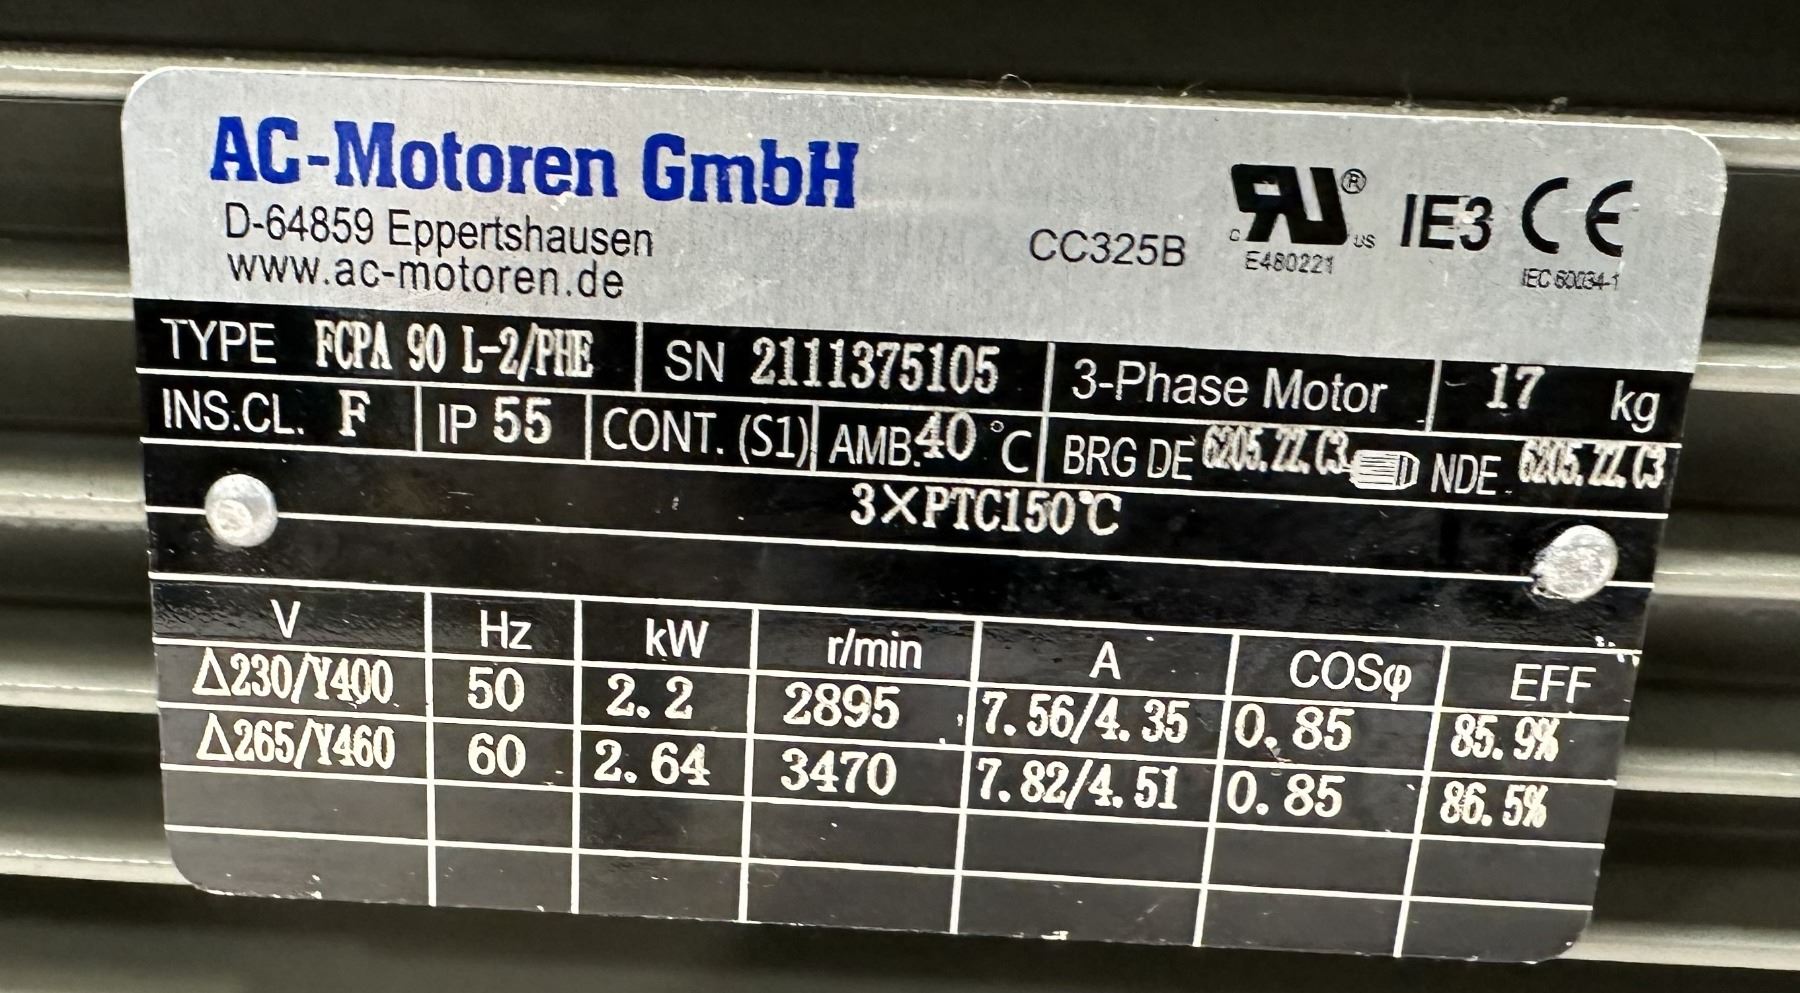 AC-Motoren GmbH
D-64859 Eppertshausen
www.ac-motoren.de
CC325B
c RU ® US
E480221
IE3 CE
IEC 60034-1
TYPE FCPA 90 L-2/PHE SN 2111375105 3-Phase Motor 17 kg
INS.CL. F IP 55 CONT. (S1) AMB.40 °C BRG DE 6205.ZZ.C3 NDE 6205.ZZ.C3
3×PTC150℃
V Hz kW r/min A COSφ EFF
Δ230/Y400 50 2.2 2895 7.56/4.35 0.85 85.9%
Δ265/Y460 60 2.64 3470 7.82/4.51 0.85 86.5%